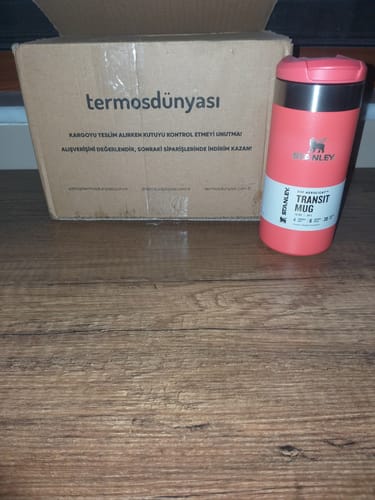 termosdünyası
KARGOYU TESLİM ALIRKEN KUTUYU KONTROL ETMEYİ UNUTMA!
ALIŞVERİŞİNİ DEĞERLENDİR, SONRAKİ SİPARİŞLERİNDE İNDİRİM KAZAN!
STANLEY
STANLEY
TRANSIT
MUG